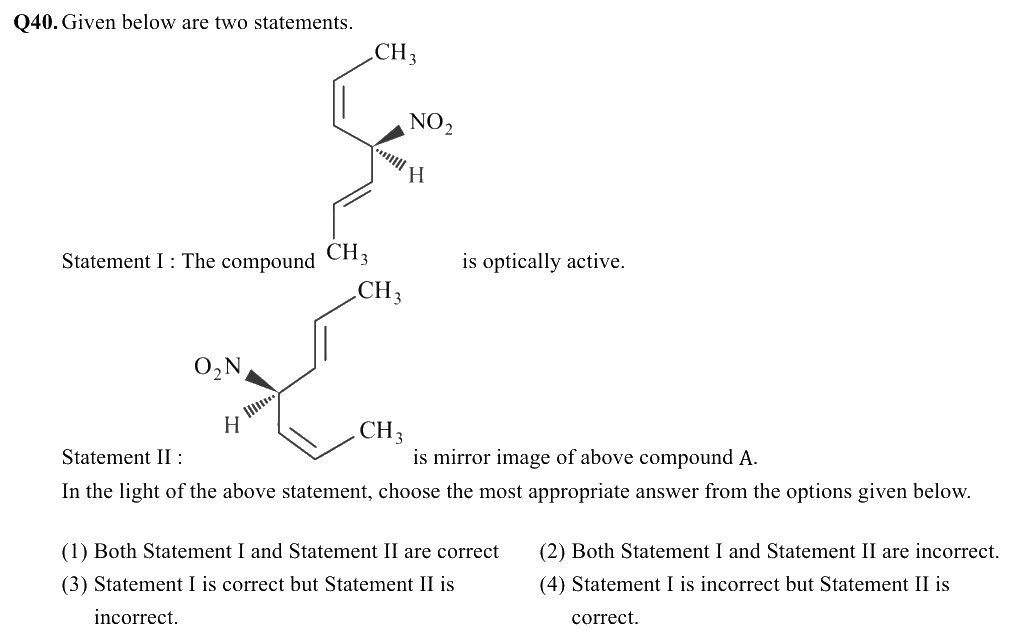 Q40. Given below are two statements.
CH3
NO2
H
Statement I : The compound CH3 is optically active.
CH3
O2N
H
CH3
Statement II : is mirror image of above compound A.
In the light of the above statement, choose the most appropriate answer from the options given below.
(1) Both Statement I and Statement II are correct
(2) Both Statement I and Statement II are incorrect.
(3) Statement I is correct but Statement II is
incorrect.
(4) Statement I is incorrect but Statement II is
correct.